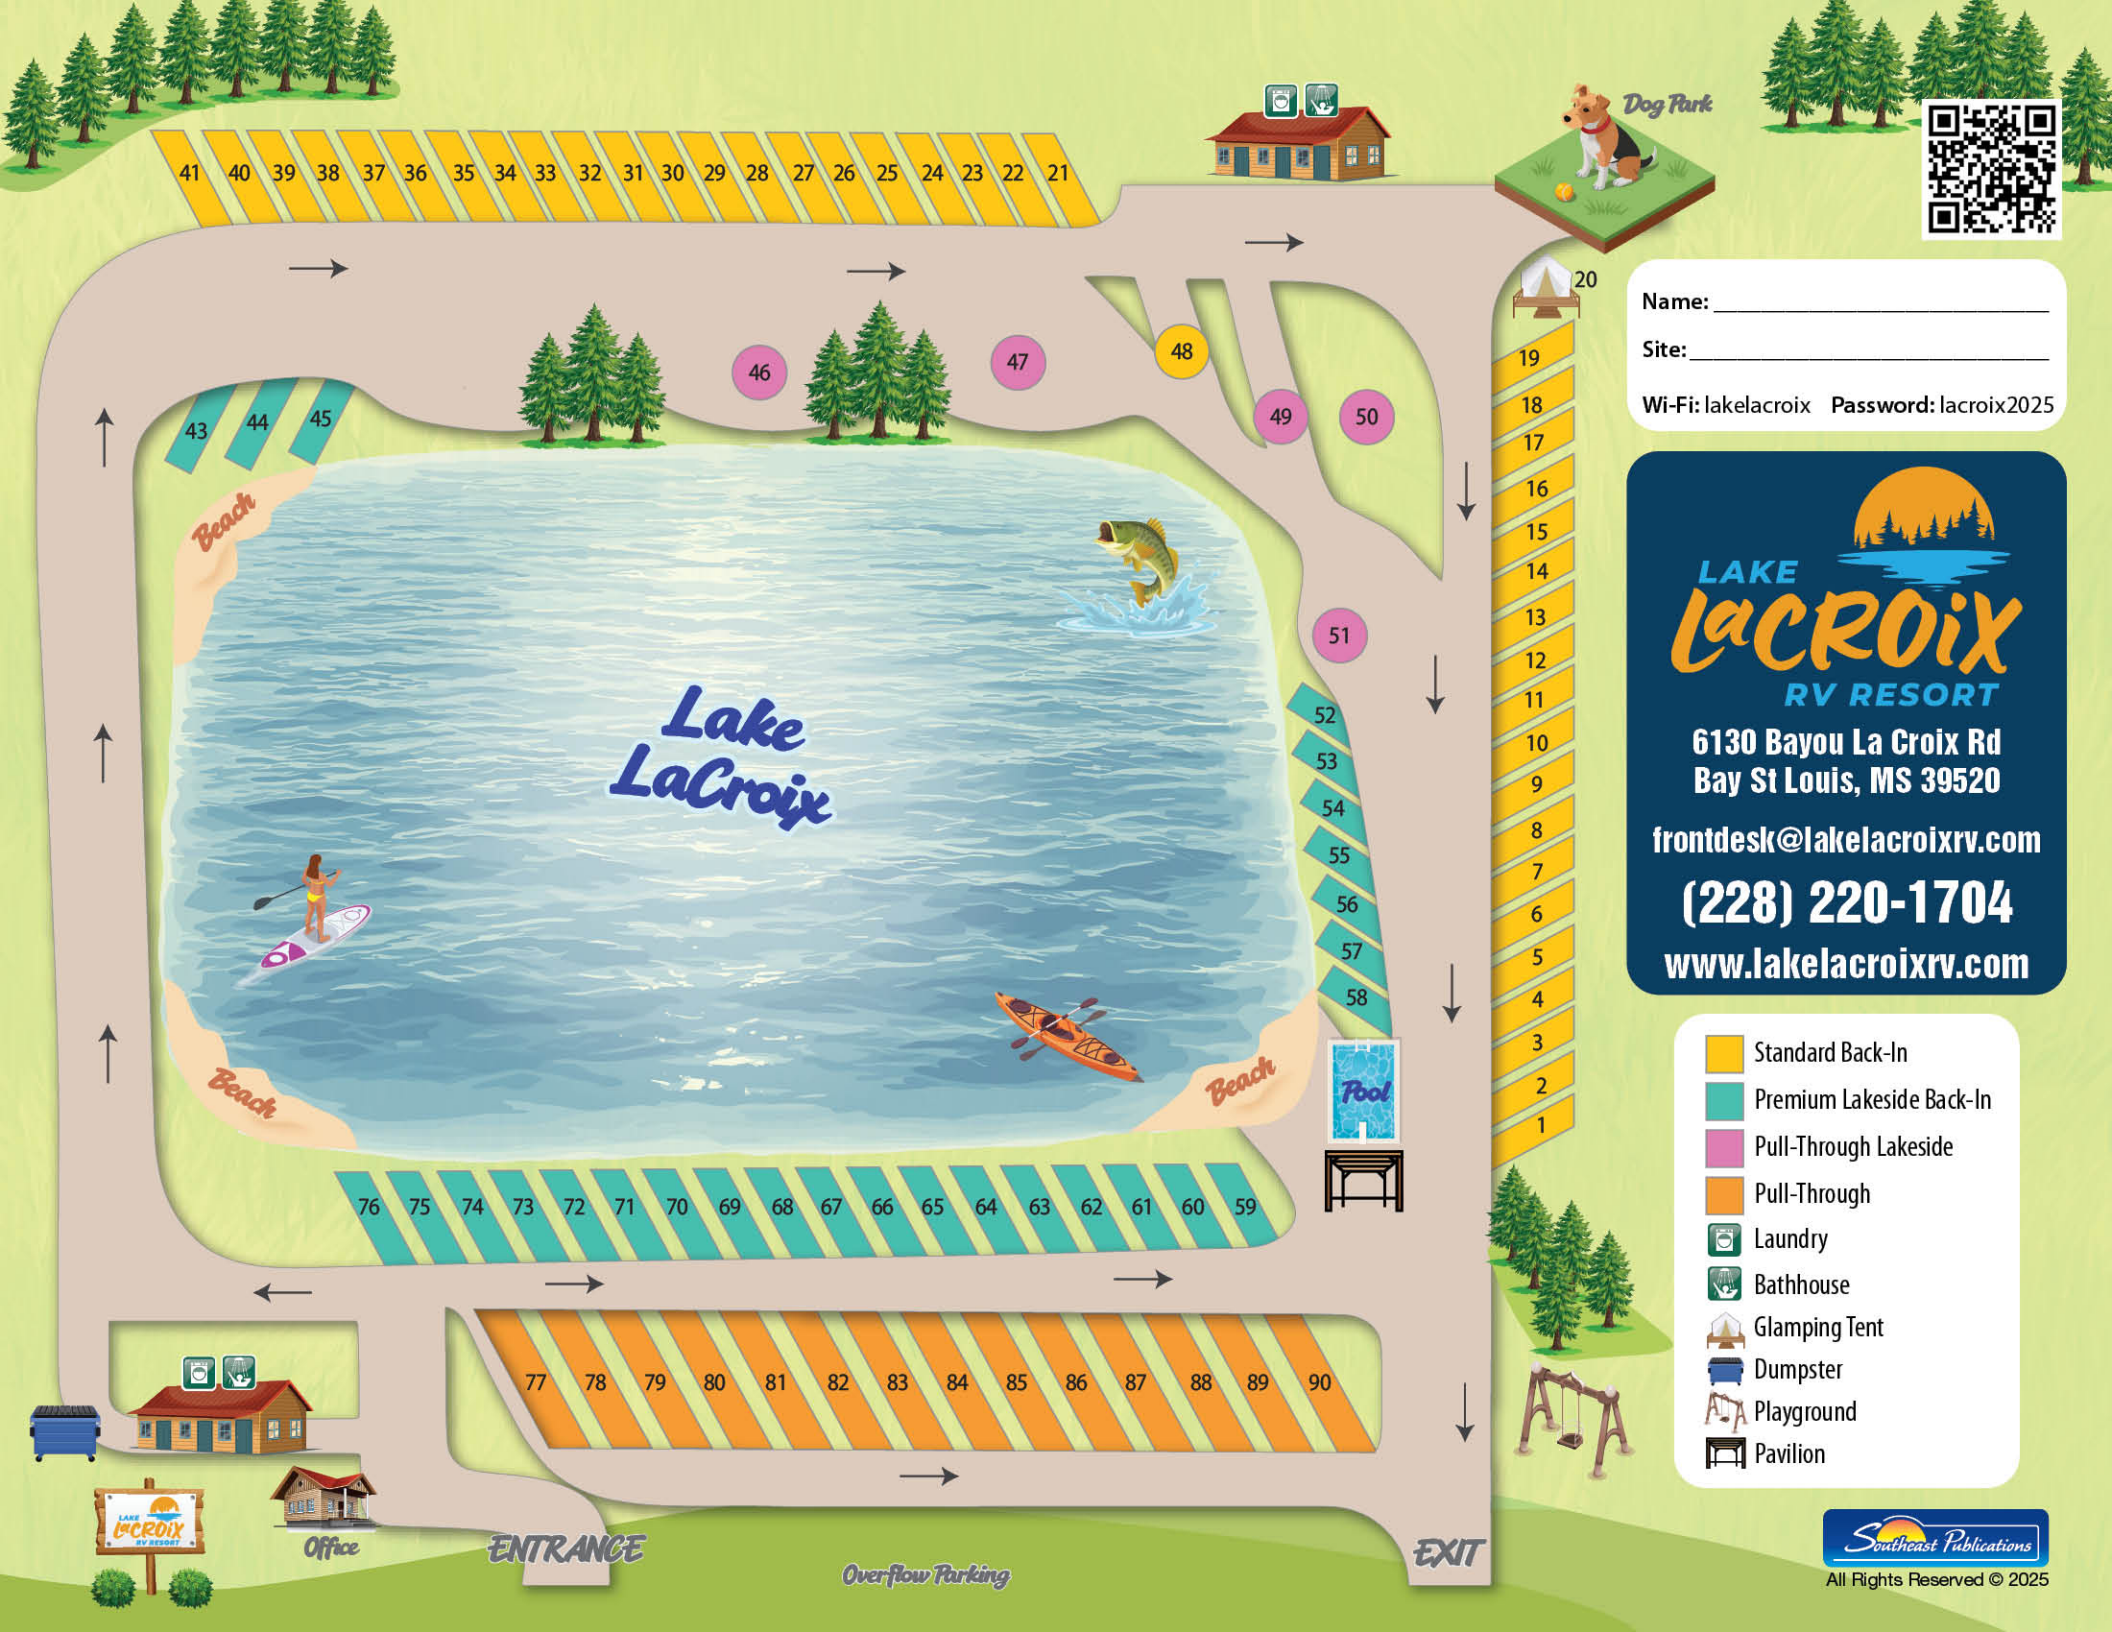 Dog Park
41 40 39 38 37 36 35 34 33 32 31 30 29 28 27 26 25 24 23 22 21
20
Name:
Site:
Wi-Fi: lakelacroix Password: lacroix2025
19
18
17
16
15
14
13
12
11
10
9
8
7
6
5
4
3
2
1
46
47
48
49
50
43
44
45
51
Beach
Lake
LaCroix
52
53
54
55
56
57
58
Beach
Beach
Pool
76 75 74 73 72 71 70 69 68 67 66 65 64 63 62 61 60 59
77 78 79 80 81 82 83 84 85 86 87 88 89 90
LAKE
LaCROiX
RV RESORT
Office
ENTRANCE
Overflow Parking
EXIT
LAKE
LaCROiX
RV RESORT
6130 Bayou La Croix Rd
Bay St Louis, MS 39520
frontdesk@lakelacroixrv.com
(228) 220-1704
www.lakelacroixrv.com
Standard Back-In
Premium Lakeside Back-In
Pull-Through Lakeside
Pull-Through
Laundry
Bathhouse
Glamping Tent
Dumpster
Playground
Pavilion
Southeast Publications
All Rights Reserved © 2025